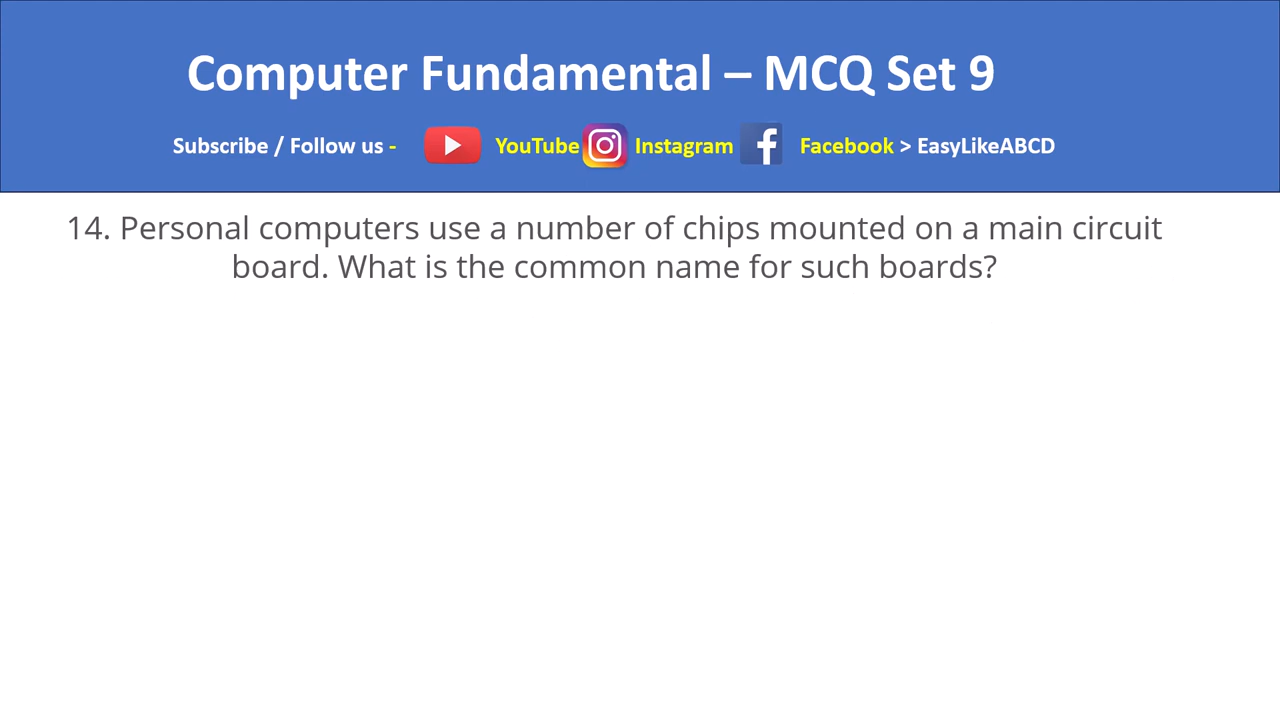 Computer Fundamental – MCQ Set 9
Subscribe / Follow us - YouTube Instagram Facebook > EasyLikeABCD
14. Personal computers use a number of chips mounted on a main circuit
board. What is the common name for such boards?